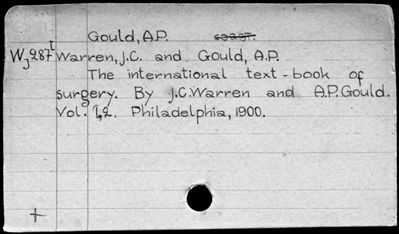 Gould, A.P.
WJ287I Warren, J.C. and Gould, A.P.
The international text-book of
surgery. By J.C. Warren and A.P. Gould.
Vol. 1,2. Philadelphia, 1900.
+